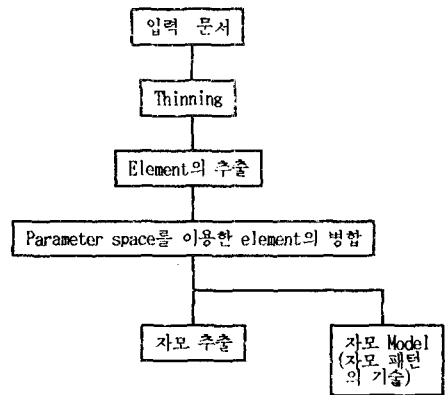 입력 문서
Thinning
Element의 추출
Parameter space를 이용한 element의 병합
자모 추출
자모 Model
(자모 패턴
의 기술)